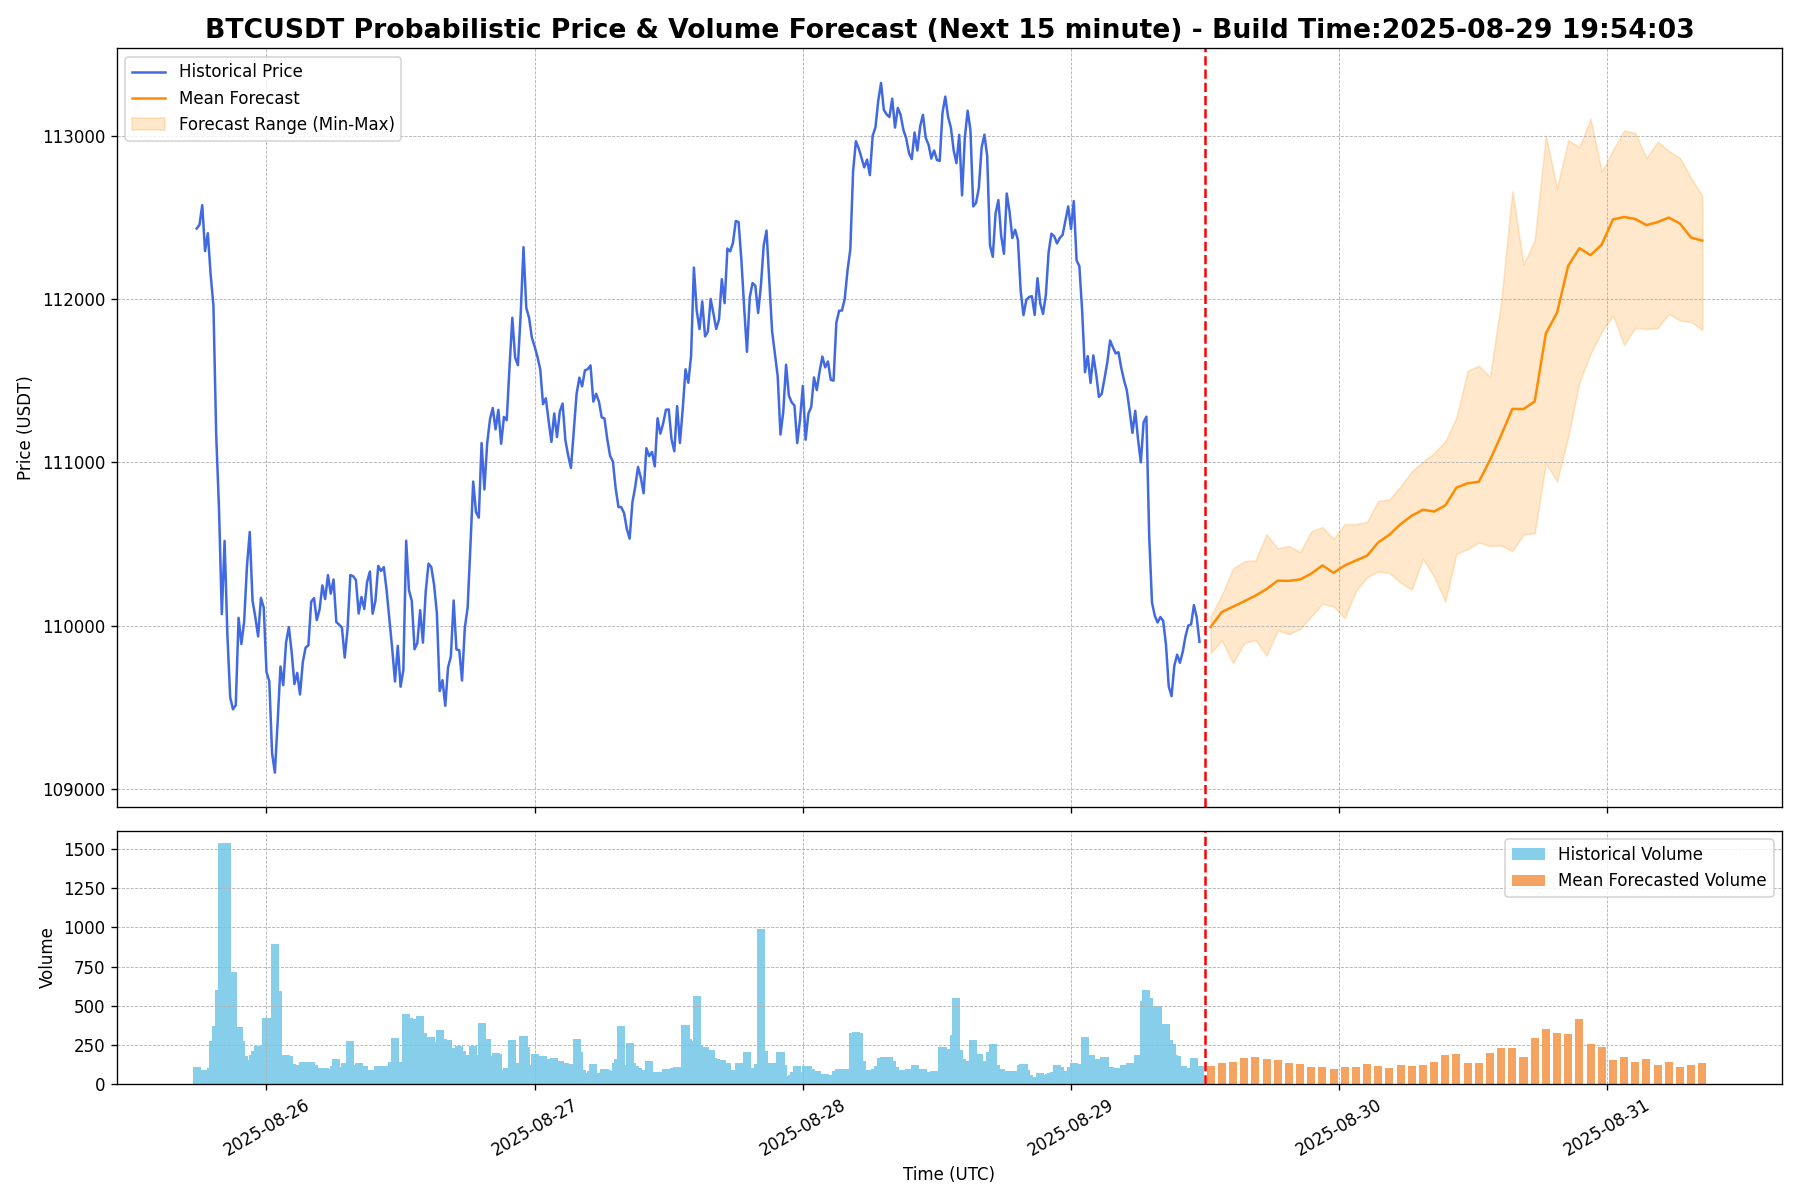 BTCUSDT Probabilistic Price & Volume Forecast (Next 15 minute) - Build Time:2025-08-29 19:54:03
Historical Price
Mean Forecast
Forecast Range (Min-Max)
Price (USDT)
113000
112000
111000
110000
109000
Historical Volume
Mean Forecasted Volume
Volume
1500
1250
1000
750
500
250
0
2025-08-26
2025-08-27
2025-08-28
2025-08-29
2025-08-30
2025-08-31
Time (UTC)